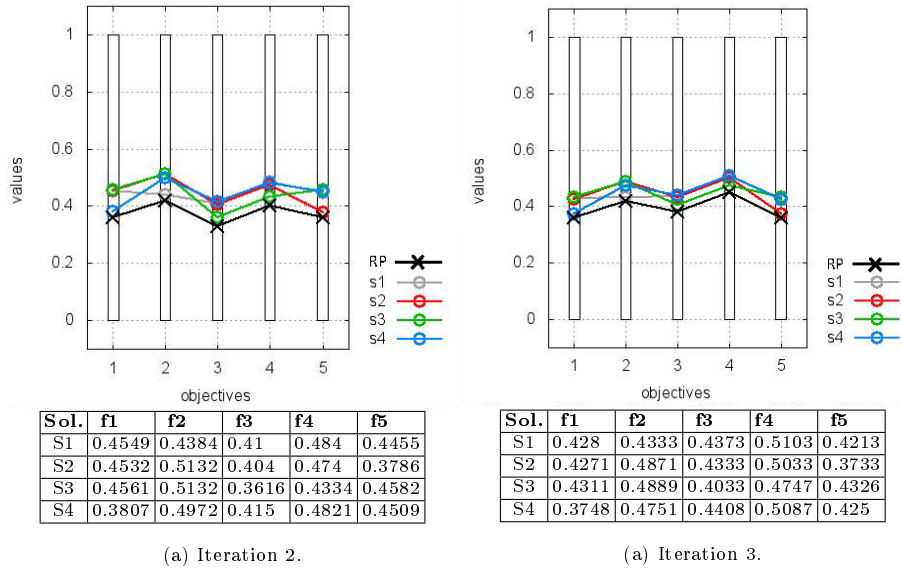 1
0.8
0.6
0.4
0.2
0
values
1 2 3 4 5
objectives
RP
s1
s2
s3
s4
Sol. f1 f2 f3 f4 f5
S1 0.4549 0.4384 0.41 0.484 0.4455
S2 0.4532 0.5132 0.404 0.474 0.3786
S3 0.4561 0.5132 0.3616 0.4334 0.4582
S4 0.3807 0.4972 0.415 0.4821 0.4509
(a) Iteration 2.
1
0.8
0.6
0.4
0.2
0
values
1 2 3 4 5
objectives
RP
s1
s2
s3
s4
Sol. f1 f2 f3 f4 f5
S1 0.428 0.4333 0.4373 0.5103 0.4213
S2 0.4271 0.4871 0.4333 0.5033 0.3733
S3 0.4311 0.4889 0.4033 0.4747 0.4326
S4 0.3748 0.4751 0.4408 0.5087 0.425
(a) Iteration 3.